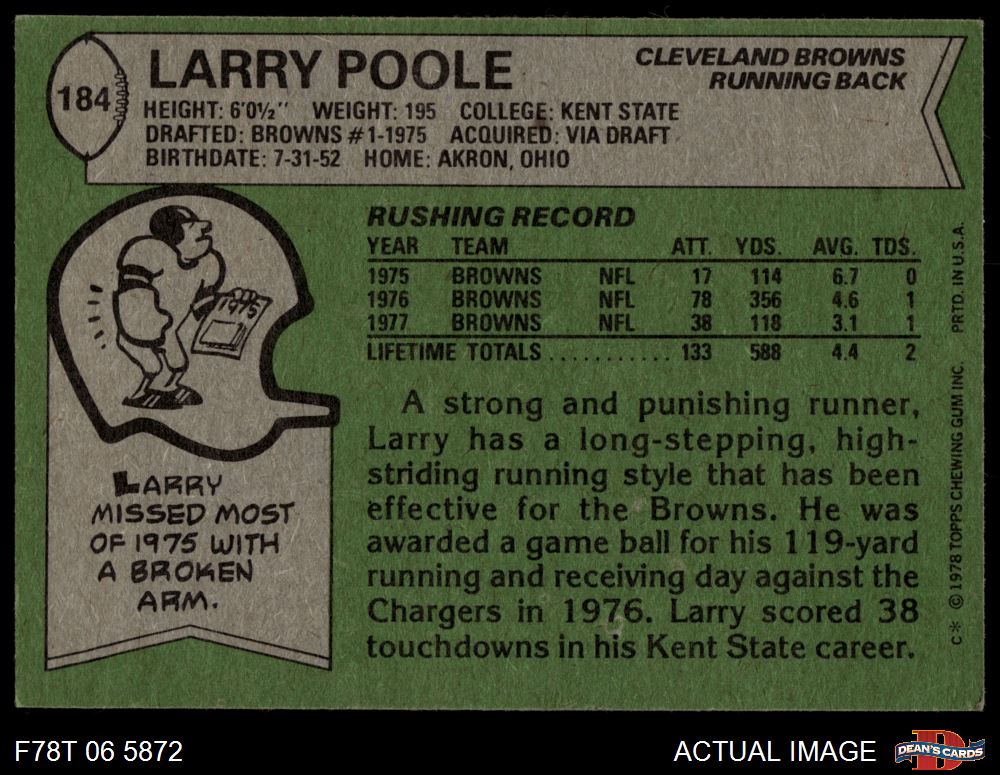 184
LARRY POOLE
CLEVELAND BROWNS
RUNNING BACK
HEIGHT: 6'0½" WEIGHT: 195 COLLEGE: KENT STATE
DRAFTED: BROWNS #1-1975 ACQUIRED: VIA DRAFT
BIRTHDATE: 7-31-52 HOME: AKRON, OHIO
1975
LARRY
MISSED MOST
OF 1975 WITH
A BROKEN
ARM.
RUSHING RECORD
YEAR TEAM ATT. YDS. AVG. TDS.
1975 BROWNS NFL 17 114 6.7 0
1976 BROWNS NFL 78 356 4.6 1
1977 BROWNS NFL 38 118 3.1 1
LIFETIME TOTALS ........... 133 588 4.4 2
A strong and punishing runner,
Larry has a long-stepping, high-
striding running style that has been
effective for the Browns. He was
awarded a game ball for his 119-yard
running and receiving day against the
Chargers in 1976. Larry scored 38
touchdowns in his Kent State career.
C* © 1978 TOPPS CHEWING GUM INC. PRTD. IN U.S.A.
F78T 06 5872
ACTUAL IMAGE
D
DEAN'S CARDS